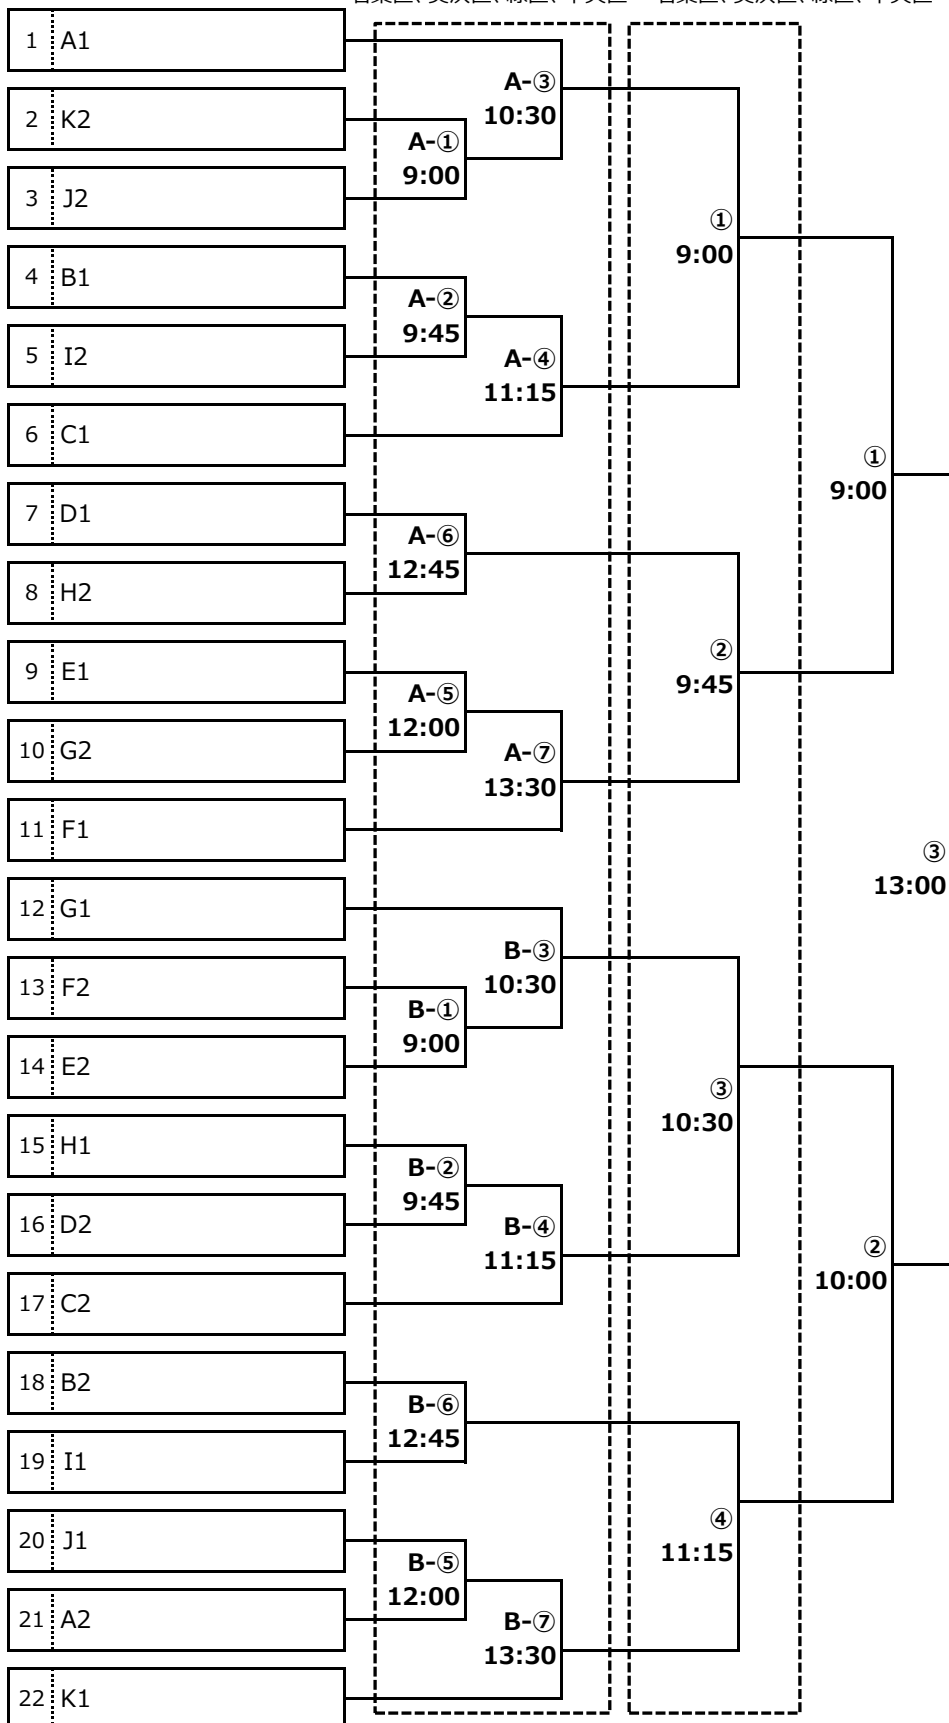 1 A1
2 K2
3 J2
4 B1
5 I2
6 C1
7 D1
8 H2
9 E1
10 G2
11 F1
12 G1
13 F2
14 E2
15 H1
16 D2
17 C2
18 B2
19 I1
20 J1
21 A2
22 K1
A-③
10:30
A-①
9:00
A-②
9:45
A-④
11:15
A-⑥
12:45
A-⑤
12:00
A-⑦
13:30
B-③
10:30
B-①
9:00
B-②
9:45
B-④
11:15
B-⑥
12:45
B-⑤
12:00
B-⑦
13:30
①
9:00
②
9:45
③
10:30
④
11:15
①
9:00
②
10:00
③
13:00